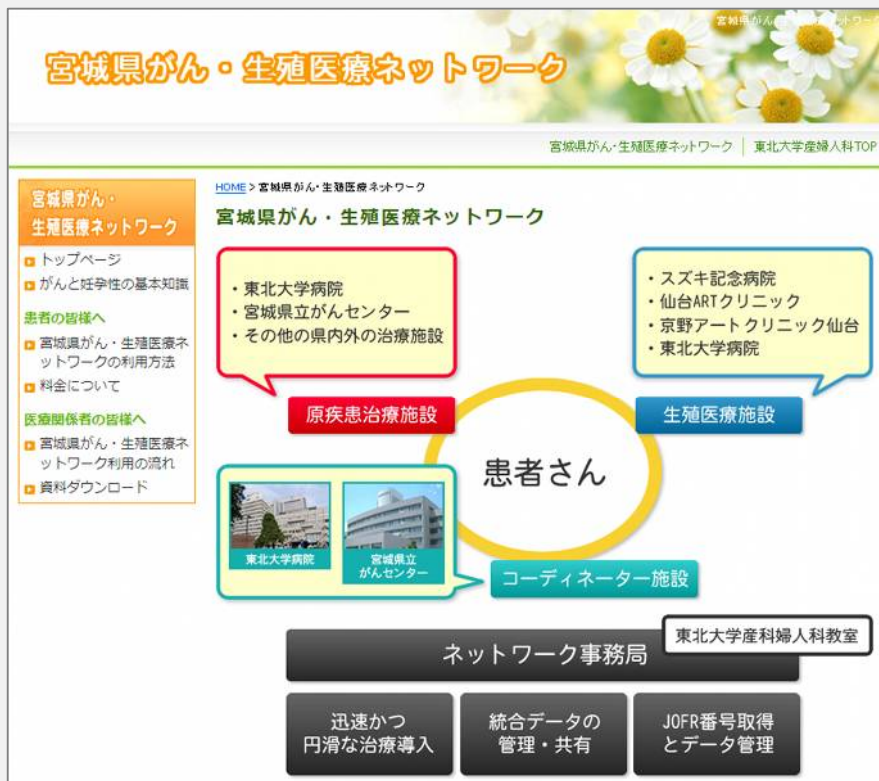 宮城県がん・生殖医療ネットワーク
宮城県がん・生殖医療ネットワーク
宮城県がん・生殖医療ネットワーク
東北大学産婦人科TOP
宮城県がん・
生殖医療ネットワーク
トップページ
がんと妊孕性の基本知識
患者の皆様へ
宮城県がん・生殖医療ネ
ットワークの利用方法
料金について
医療関係者の皆様へ
宮城県がん・生殖医療ネ
ットワーク利用の流れ
資料ダウンロード
HOME > 宮城県がん・生殖医療ネットワーク
宮城県がん・生殖医療ネットワーク
・東北大学病院
・宮城県立がんセンター
・その他の県内外の治療施設
原疾患治療施設
・スズキ記念病院
・仙台ARTクリニック
・京野アートクリニック仙台
・東北大学病院
生殖医療施設
患者さん
東北大学病院
宮城県立
がんセンター
コーディネーター施設
東北大学産科婦人科教室
ネットワーク事務局
迅速かつ
円滑な治療導入
統合データの
管理・共有
JOFR番号取得
とデータ管理